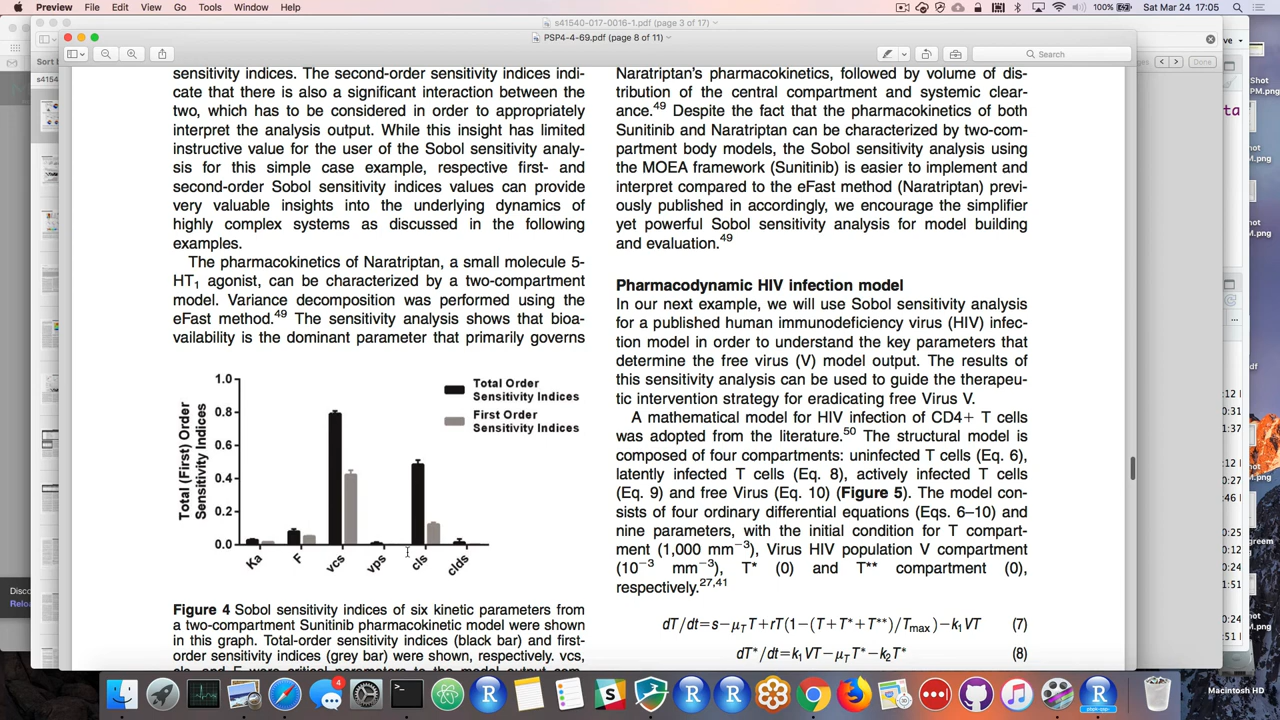 Preview File Edit View Go Tools Window Help 100% Sat Mar 24 17:05
s41540-017-0016-1.pdf (page 3 of 17)
PSP4-4-69.pdf (page 8 of 11)
Search
Sort b
s4154
Done
sensitivity indices. The second-order sensitivity indices indi-
cate that there is also a significant interaction between the
two, which has to be considered in order to appropriately
interpret the analysis output. While this insight has limited
instructive value for the user of the Sobol sensitivity analy-
sis for this simple case example, respective first- and
second-order Sobol sensitivity indices values can provide
very valuable insights into the underlying dynamics of
highly complex systems as discussed in the following
examples.
The pharmacokinetics of Naratriptan, a small molecule 5-
HT1 agonist, can be characterized by a two-compartment
model. Variance decomposition was performed using the
eFast method.49 The sensitivity analysis shows that bioa-
vailability is the dominant parameter that primarily governs
Total (First) Order
Sensitivity Indices
1.0
0.8
0.6
0.4
0.2
0.0
Total Order
Sensitivity Indices
First Order
Sensitivity Indices
Ka F vcs vps cls clds
Figure 4 Sobol sensitivity indices of six kinetic parameters from
a two-compartment Sunitinib pharmacokinetic model were shown
in this graph. Total-order sensitivity indices (black bar) and first-
order sensitivity indices (grey bar) were shown, respectively. vcs,
Naratriptan's pharmacokinetics, followed by volume of dis-
tribution of the central compartment and systemic clear-
ance.49 Despite the fact that the pharmacokinetics of both
Sunitinib and Naratriptan can be characterized by two-com-
partment body models, the Sobol sensitivity analysis using
the MOEA framework (Sunitinib) is easier to implement and
interpret compared to the eFast method (Naratriptan) previ-
ously published in accordingly, we encourage the simplifier
yet powerful Sobol sensitivity analysis for model building
and evaluation.49
Pharmacodynamic HIV infection model
In our next example, we will use Sobol sensitivity analysis
for a published human immunodeficiency virus (HIV) infec-
tion model in order to understand the key parameters that
determine the free virus (V) model output. The results of
this sensitivity analysis can be used to guide the therapeu-
tic intervention strategy for eradicating free Virus V.
A mathematical model for HIV infection of CD4+ T cells
was adopted from the literature.50 The structural model is
composed of four compartments: uninfected T cells (Eq. 6),
latently infected T cells (Eq. 8), actively infected T cells
(Eq. 9) and free Virus (Eq. 10) (Figure 5). The model con-
sists of four ordinary differential equations (Eqs. 6–10) and
nine parameters, with the initial condition for T compart-
ment (1,000 mm−3), Virus HIV population V compartment
(10−3 mm−3), T* (0) and T** compartment (0),
respectively.27,41
dT/dt=s−μTT+rT(1−(T+T*+T**)/Tmax)−k1VT (7)
dT*/dt=k1VT−μTT*−k2T* (8)
Disco
Reloa
4
Macintosh HD